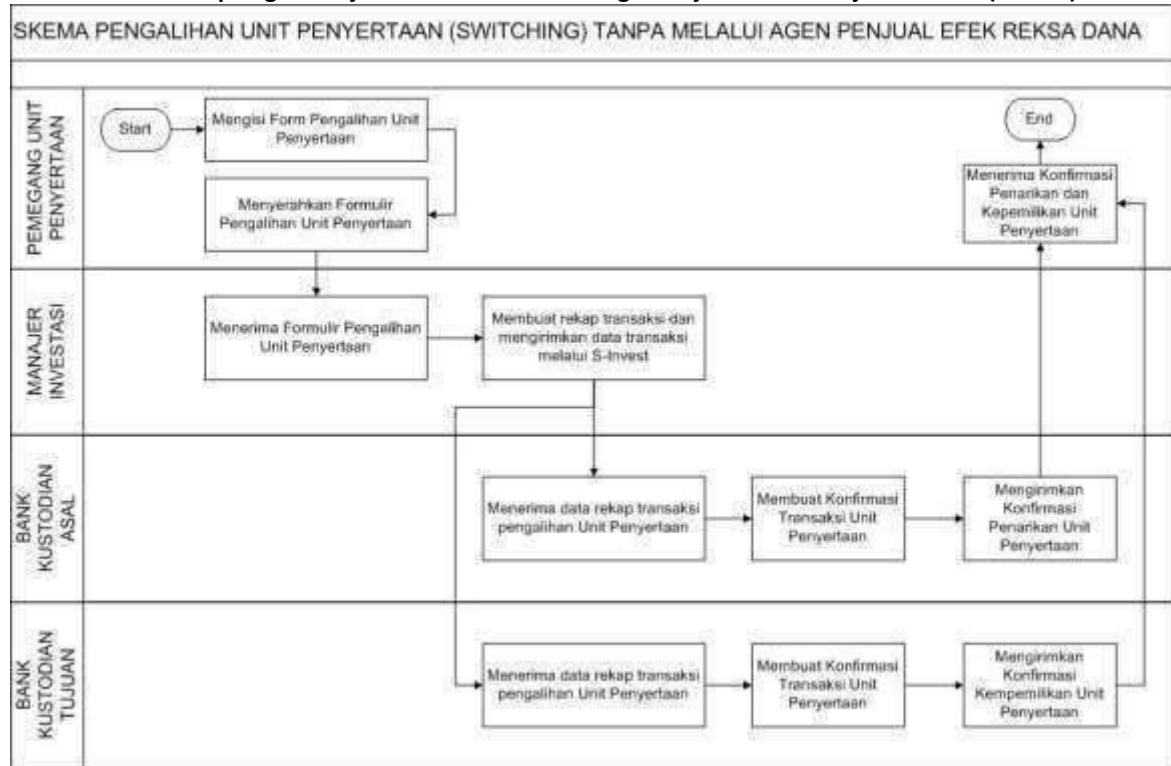 SKEMA PENGALIHAN UNIT PENYERTAAN (SWITCHING) TANPA MELALUI AGEN PENJUAL EFEK REKSA DANA
PEMEGANG UNIT
PENYERTAAN
Start
Mengisi Form Pengalihan Unit
Penyertaan
Menyerahkan Formulir
Pengalihan Unit Penyertaan
End
Menerima Konfirmasi
Penarikan dan
Kepemilikan Unit
Penyertaan
MANAJER
INVESTASI
Menerima Formulir Pengalihan
Unit Penyertaan
Membuat rekap transaksi dan
mengirimkan data transaksi
melalui S-Invest
BANK
KUSTODIAN
ASAL
Menerima data rekap transaksi
pengalihan Unit Penyertaan
Membuat Konfirmasi
Transaksi Unit
Penyertaan
Mengirimkan
Konfirmasi
Penarikan Unit
Penyertaan
BANK
KUSTODIAN
TUJUAN
Menerima data rekap transaksi
pengalihan Unit Penyertaan
Membuat Konfirmasi
Transaksi Unit
Penyertaan
Mengirimkan
Konfirmasi
Kempemilikan Unit
Penyertaan